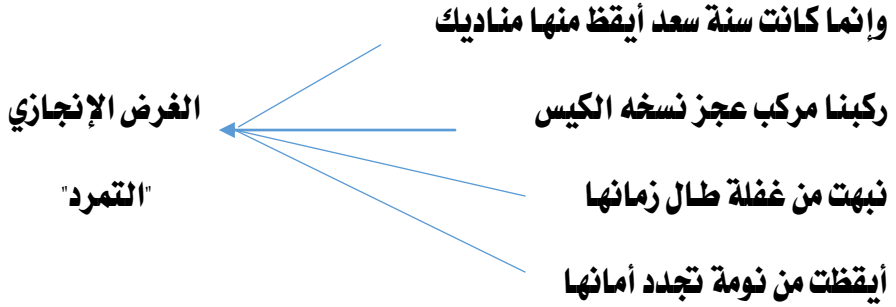 وإنما كانت سنة سعد أيقظ منها مناديك
ركبنا مركب عجز نسخه الكيس
نبهت من غفلة طال زمانها
أيقظت من نومة تجدد أمانها
الغرض الإنجازي
"التمرد"